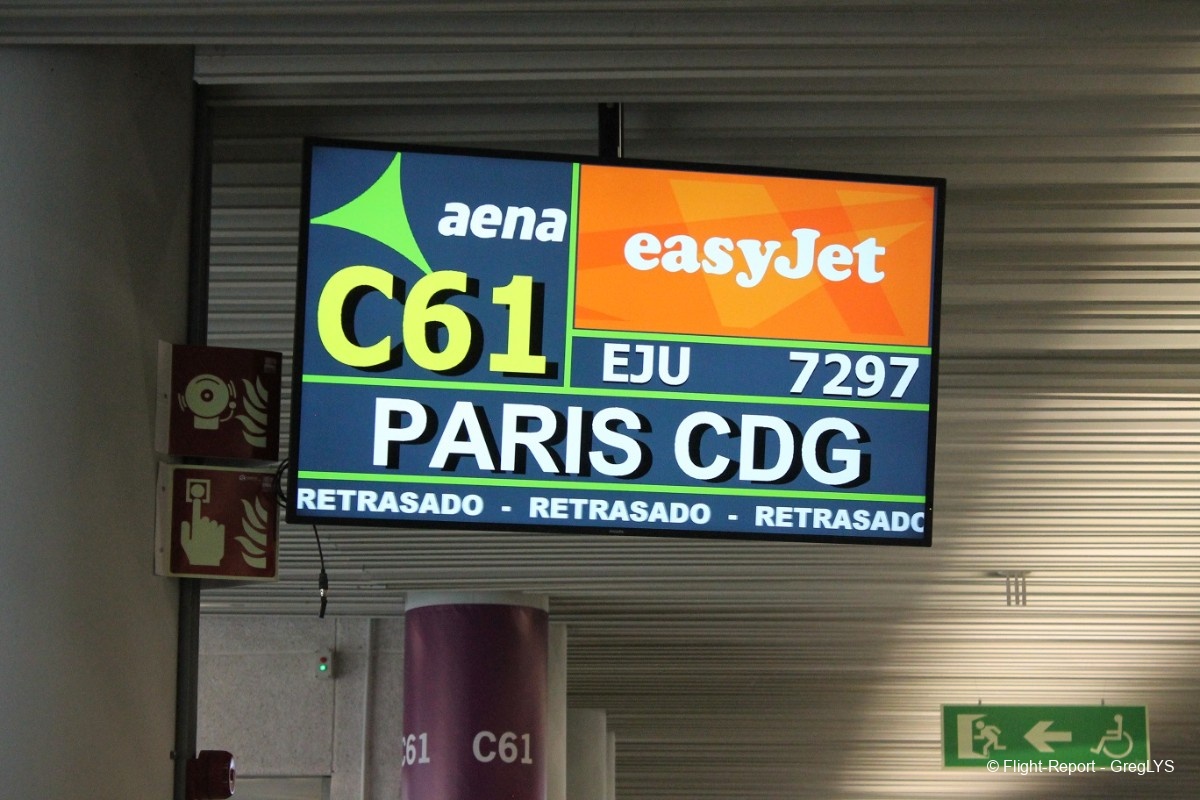 aena
C61
easyJet
EJU 7297
PARIS CDG
RETRASADO - RETRASADO - RETRASADO
C61
C61
© Flight-Report - GregLYS